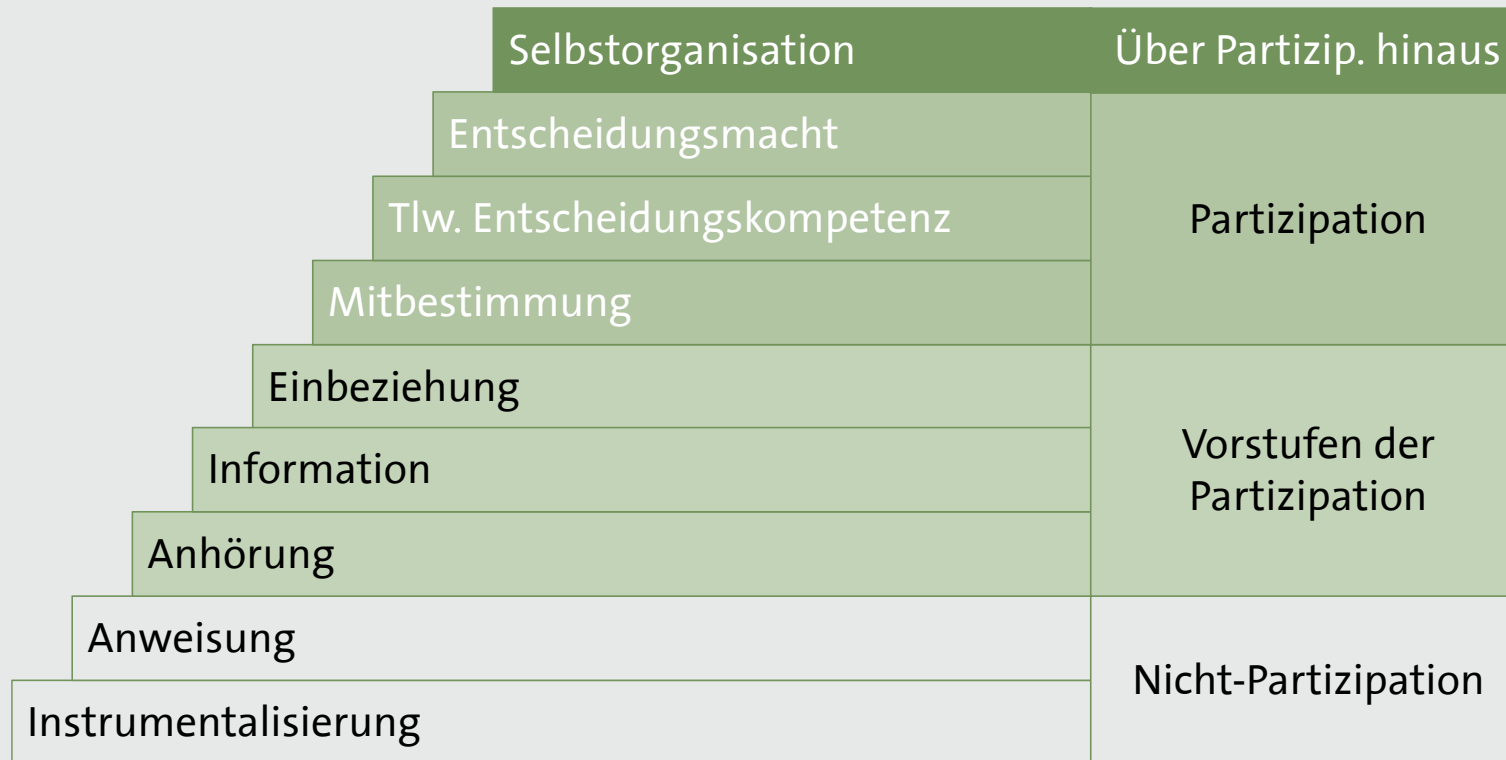 Selbstorganisation
Über Partizip. hinaus
Entscheidungsmacht
Tlw. Entscheidungskompetenz
Partizipation
Mitbestimmung
Einbeziehung
Information
Vorstufen der
Partizipation
Anhörung
Anweisung
Nicht-Partizipation
Instrumentalisierung